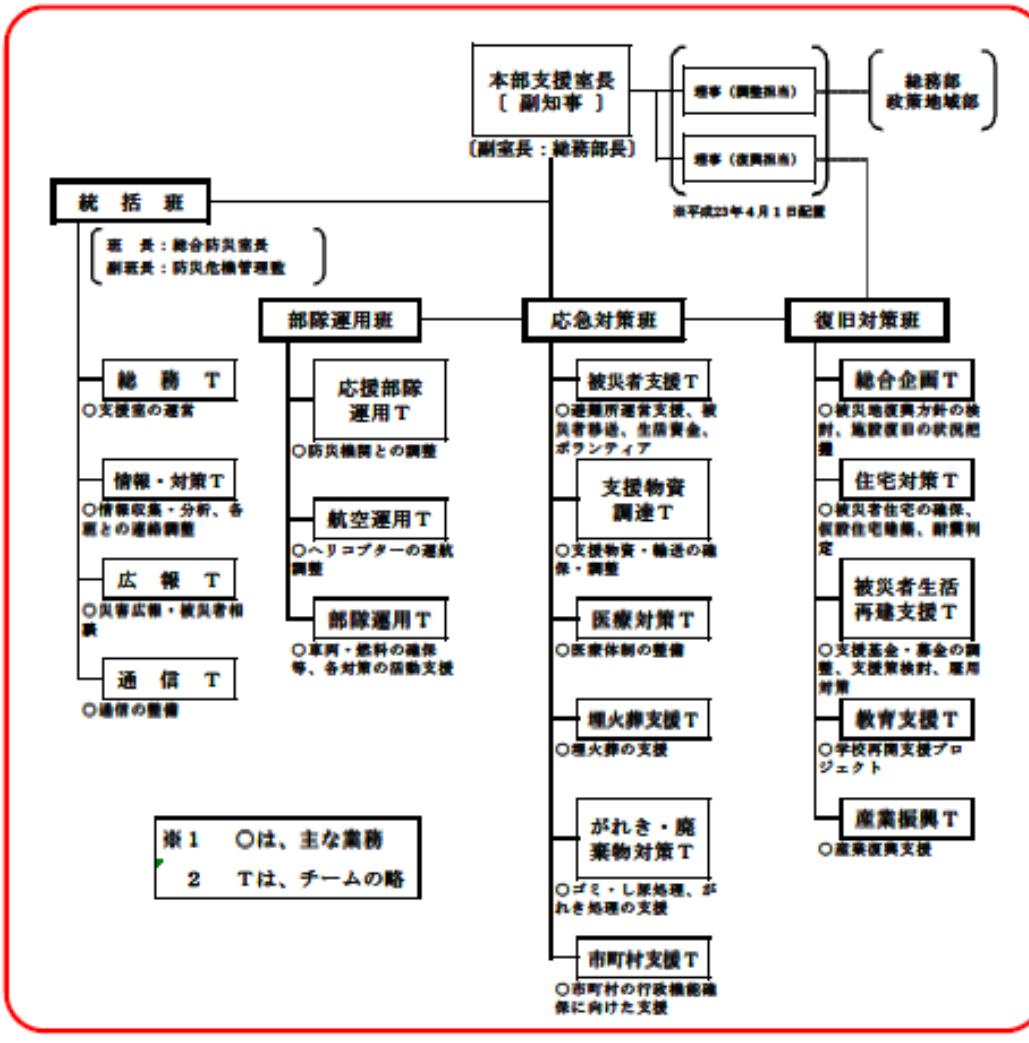 本部支援室長
〔 副知事 〕
〔副室長:総務部長〕
理事(調整担当)
理事(復興担当)
※平成23年4月1日配置
総務部
政策地域部
統 括 班
班 長:総合防災室長
副班長:防災危機管理監
総 務 T
○支援室の運営
情報・対策T
○情報収集・分析、各
班との連絡調整
広 報 T
○災害広報・被災者相
談
通 信 T
○通信の整備
部隊運用班
応援部隊
運用T
○防災機関との調整
航空運用T
○ヘリコプターの運航
調整
部隊運用T
○車両・燃料の確保
等、各対策の活動支援
応急対策班
被災者支援T
○避難所運営支援、被
災者移送、生活資金、
ボランティア
支援物資
調達T
○支援物資・輸送の確
保・調整
医療対策T
○医療体制の整備
埋火葬支援T
○埋火葬の支援
がれき・廃
棄物対策T
○ゴミ・し尿処理、が
れき処理の支援
市町村支援T
○市町村の行政機能確
保に向けた支援
復旧対策班
総合企画T
○被災地復興方針の検
討、施設復旧の状況把
握
住宅対策T
○被災者住宅の確保、
仮設住宅建築、耐震判
定
被災者生活
再建支援T
○支援基金・募金の調
整、支援策検討、雇用
対策
教育支援T
○学校再開支援プロ
ジェクト
産業振興T
○産業復興支援
※1 ○は、主な業務
2 Tは、チームの略